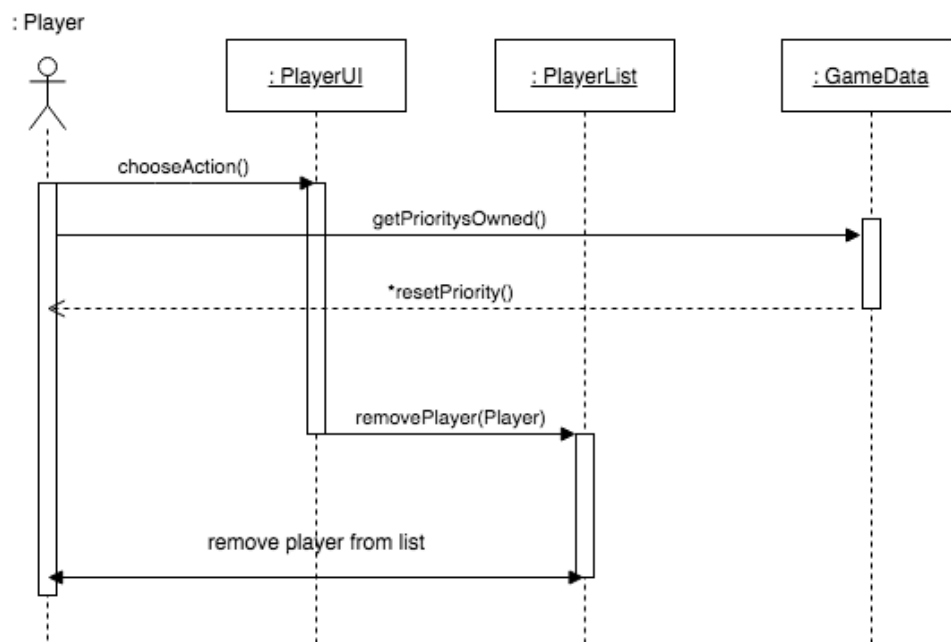 : Player
: PlayerUI
: PlayerList
: GameData
chooseAction()
getPrioritysOwned()
*resetPriority()
removePlayer(Player)
remove player from list